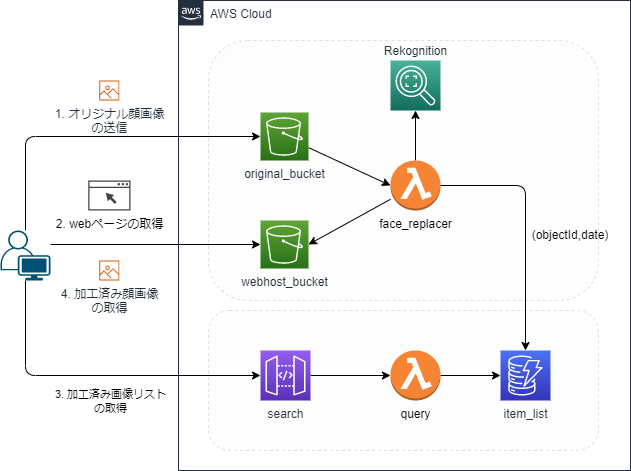 aws
AWS Cloud
Rekognition
1. オリジナル顔画像
の送信
original_bucket
face_replacer
2. webページの取得
(objectId,date)
webhost_bucket
4. 加工済み顔画像
の取得
3. 加工済み画像リスト
の取得
search
query
item_list